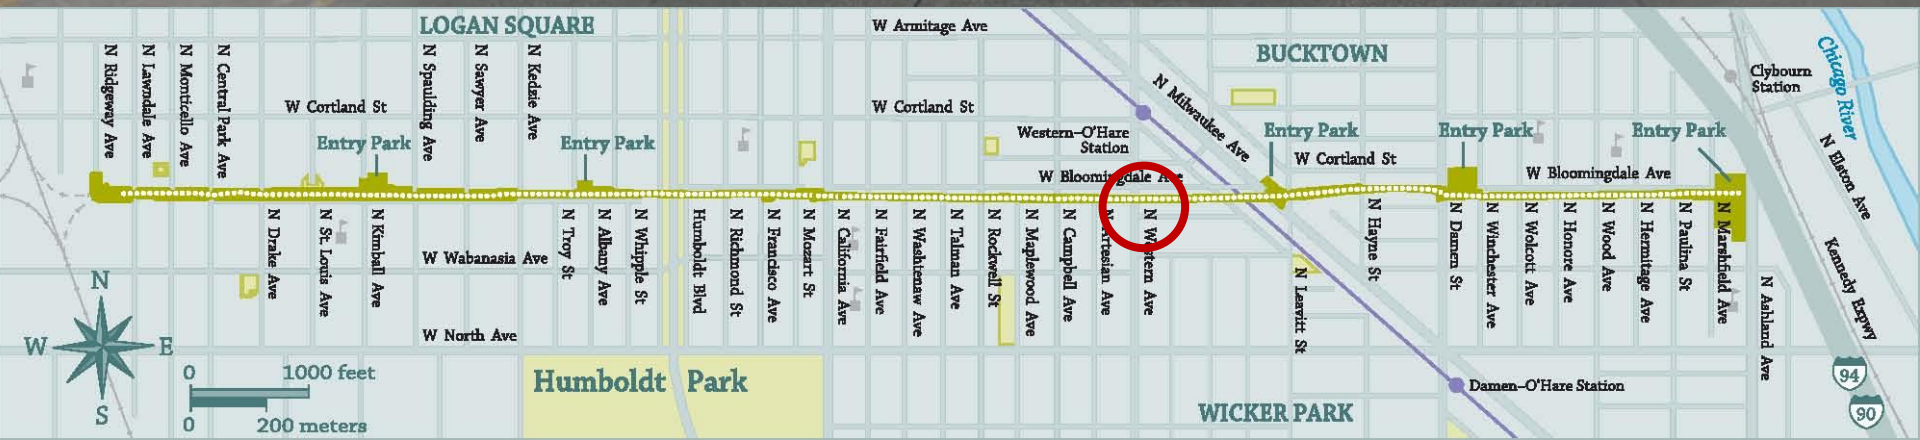 LOGAN SQUARE
W Armitage Ave
BUCKTOWN
Chicago River
Clybourn
Station
N Ridgeway Ave
N Lawndale Ave
N Monticello Ave
N Central Park Ave
N Spaulding Ave
N Sawyer Ave
N Kedzie Ave
N Milwaukee Ave
W Cortland St
W Cortland St
Entry Park
Entry Park
Western–O'Hare
Station
Entry Park
Entry Park
Entry Park
W Cortland St
W Bloomingdale Ave
W Bloomingdale Ave
N Elston Ave
N Drake Ave
N St. Louis Ave
N Kimball Ave
N Troy St
N Albany Ave
N Whipple St
Humboldt Blvd
N Richmond St
N Francisco Ave
N Mozart St
N California Ave
N Fairfield Ave
N Washtenaw Ave
N Talman Ave
N Rockwell St
N Maplewood Ave
N Campbell Ave
N Artesian Ave
N Western Ave
N Leavitt St
N Hoyne St
N Damen St
N Winchester Ave
N Wolcott Ave
N Honore Ave
N Wood Ave
N Hermitage Ave
N Paulina St
N Marshfield Ave
N Ashland Ave
Kennedy Expwy
W Wabanasia Ave
W North Ave
N
W
E
S
0
1000 feet
0
200 meters
Humboldt Park
Damen–O'Hare Station
WICKER PARK
94
90